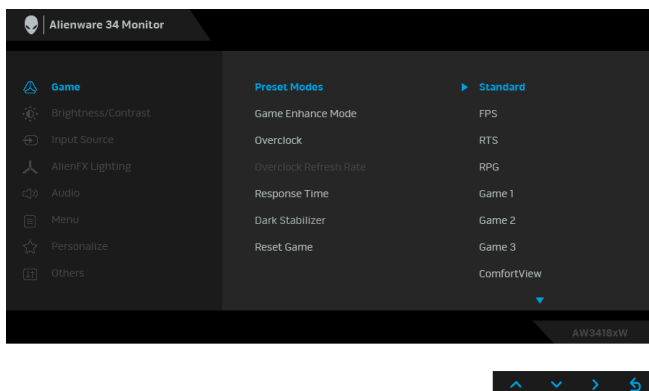 Alienware 34 Monitor
Game Preset Modes Standard
Brightness/Contrast Game Enhance Mode FPS
Input Source Overclock RTS
AlienFX Lighting Overclock Refresh Rate RPG
Audio Response Time Game 1
Menu Dark Stabilizer Game 2
Personalize Reset Game Game 3
Others ComfortView
AW3418xW